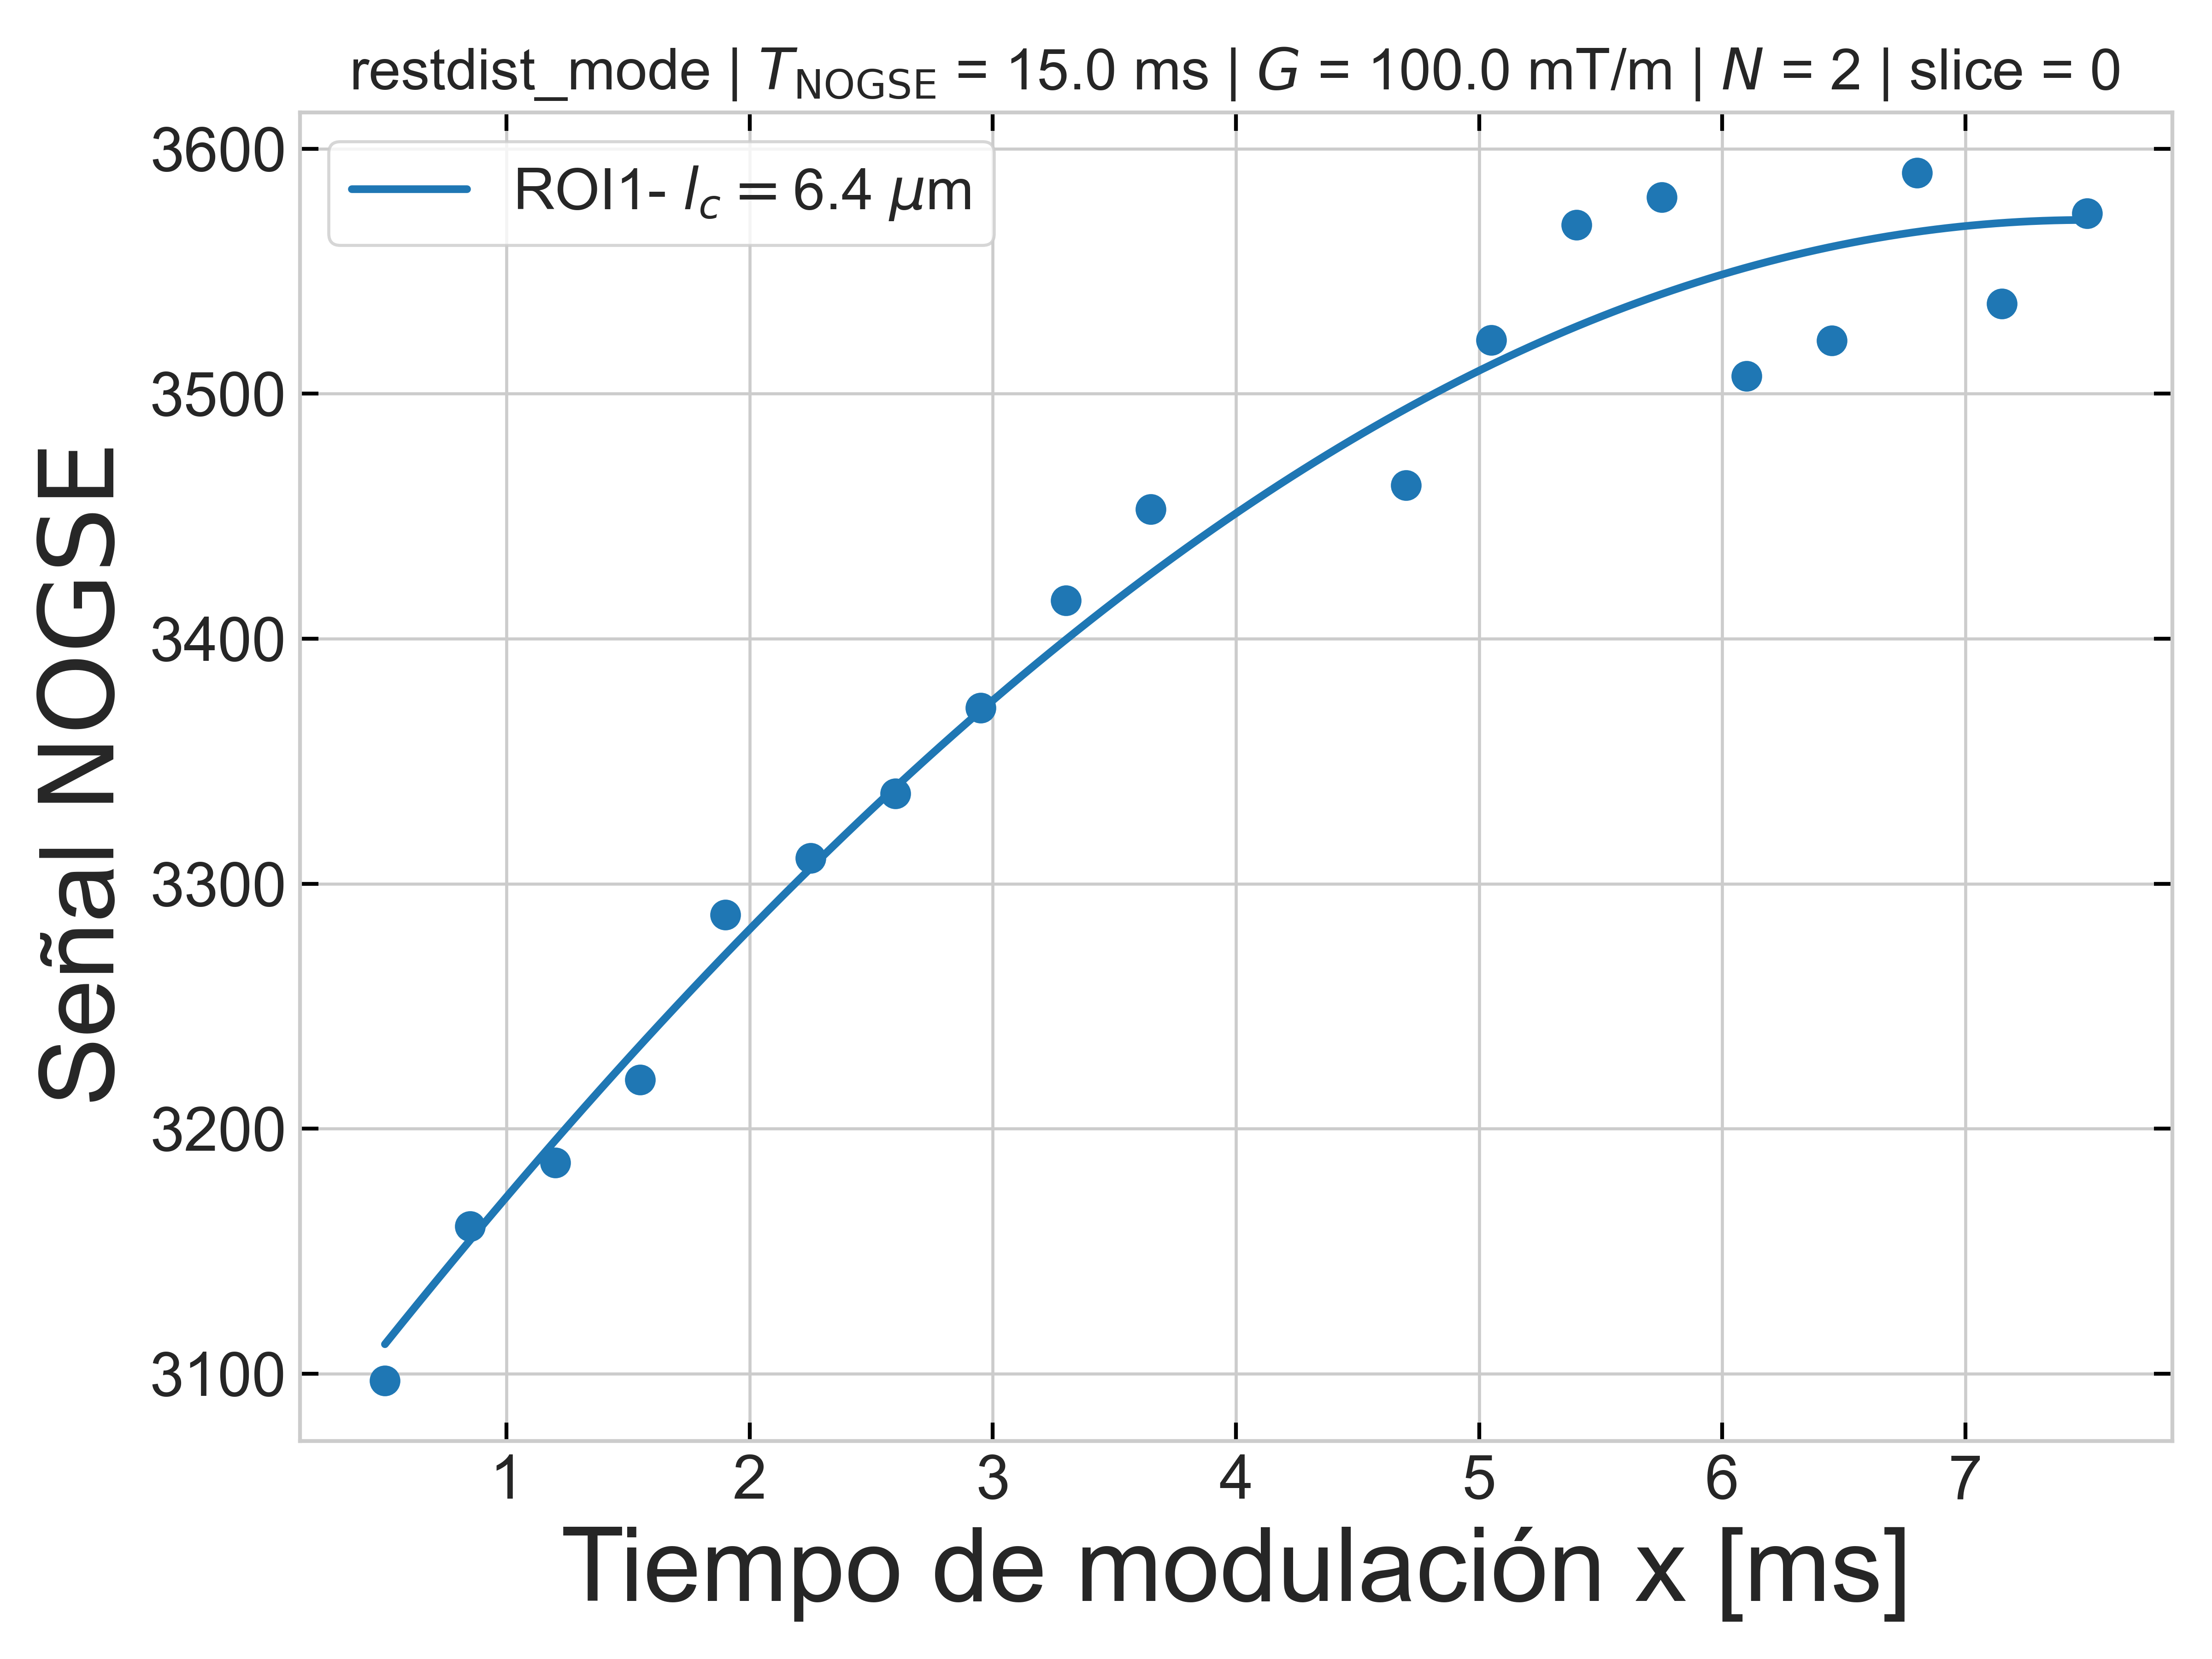 restdist_mode | T_NOGSE = 15.0 ms | G = 100.0 mT/m | N = 2 | slice = 0
ROI1- l_c = 6.4 μm
3600
3500
3400
3300
3200
3100
Señal NOGSE
1 2 3 4 5 6 7
Tiempo de modulación x [ms]